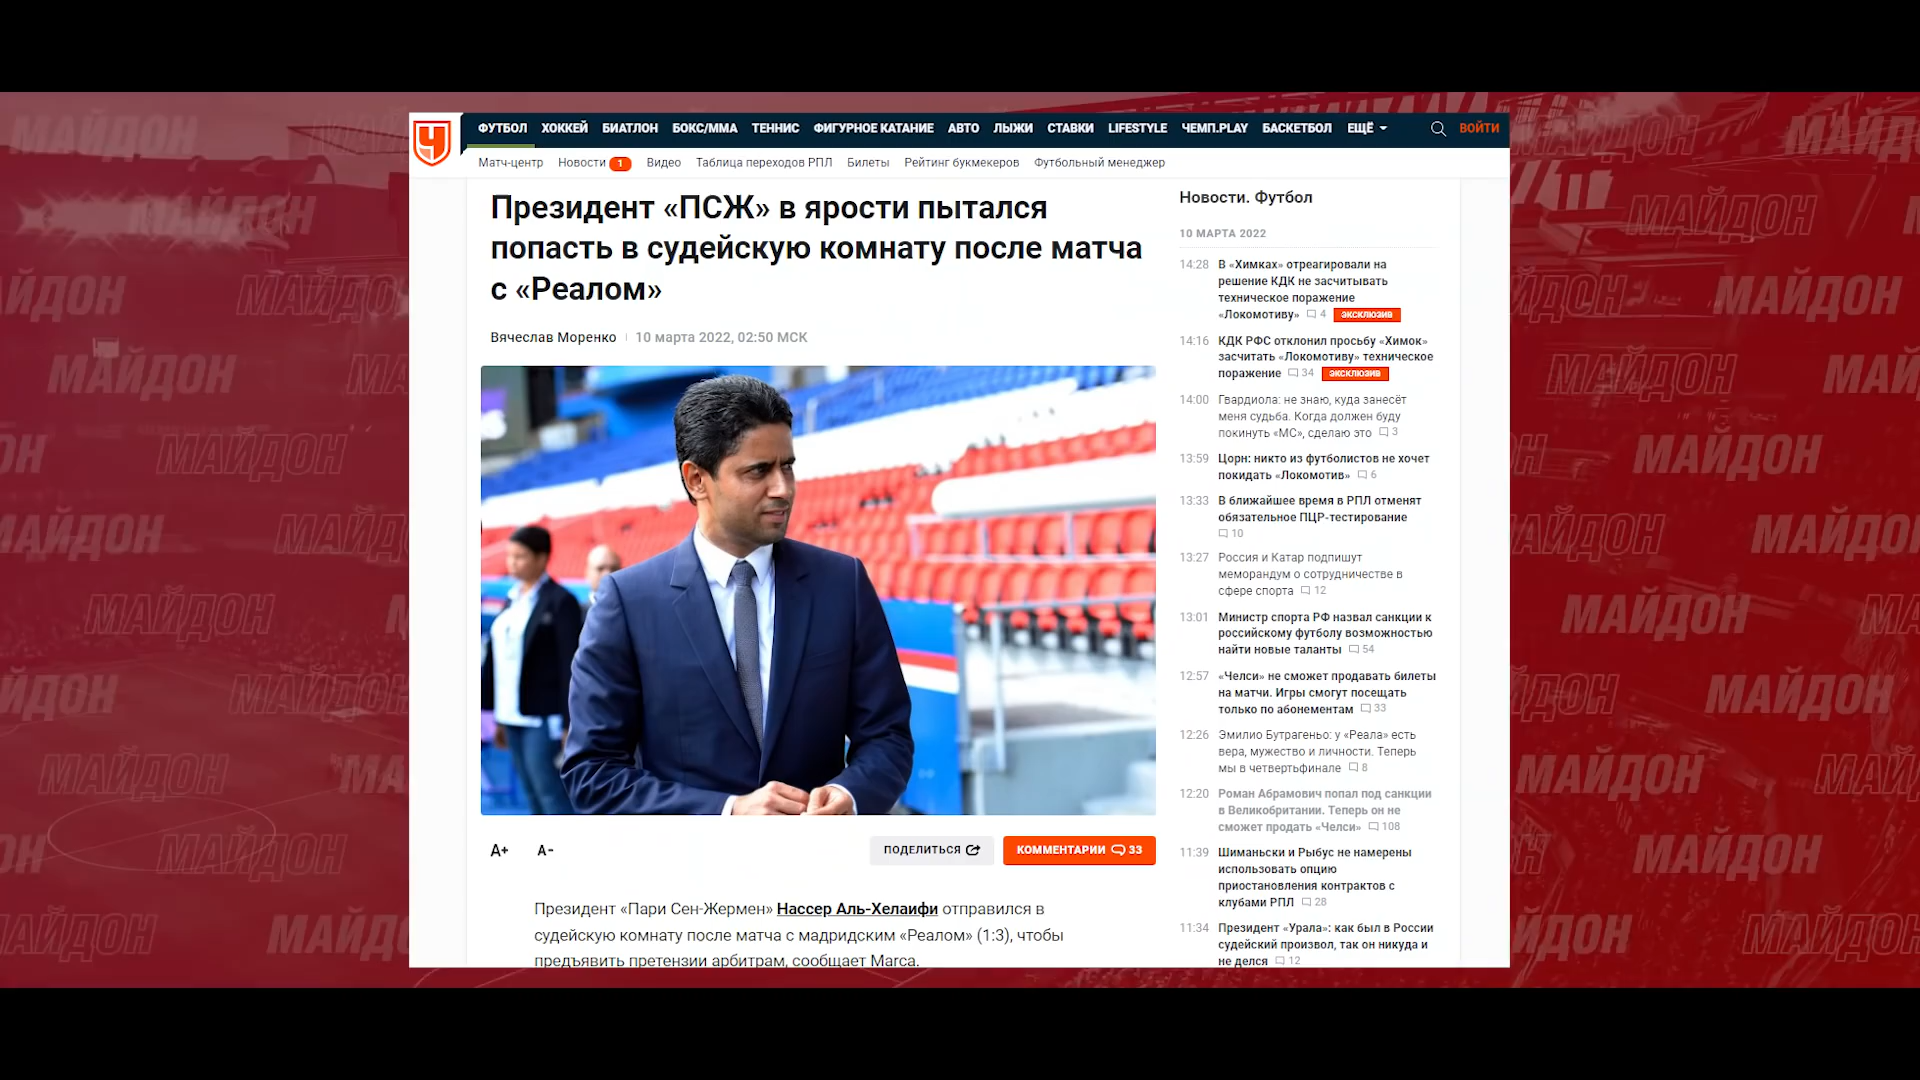 Ч
ФУТБОЛ ХОККЕЙ БИАТЛОН БОКС/ММА ТЕННИС ФИГУРНОЕ КАТАНИЕ АВТО ЛЫЖИ СТАВКИ LIFESTYLE ЧЕМП.PLAY БАСКЕТБОЛ ЕЩЁ ВОЙТИ
Матч-центр Новости 1 Видео Таблица переходов РПЛ Билеты Рейтинг букмекеров Футбольный менеджер
Президент «ПСЖ» в ярости пытался
попасть в судейскую комнату после матча
с «Реалом»
Вячеслав Моренко 10 марта 2022, 02:50 МСК
A+ A-
ПОДЕЛИТЬСЯ
КОММЕНТАРИИ 33
Президент «Пари Сен-Жермен» Нассер Аль-Хелаифи отправился в
судейскую комнату после матча с мадридским «Реалом» (1:3), чтобы
предъявить претензии арбитрам, сообщает Marca.
Новости. Футбол
10 МАРТА 2022
14:28 В «Химках» отреагировали на
решение КДК не засчитывать
техническое поражение
«Локомотиву» 4 ЭКСКЛЮЗИВ
14:16 КДК РФС отклонил просьбу «Химок»
засчитать «Локомотиву» техническое
поражение 34 ЭКСКЛЮЗИВ
14:00 Гвардиола: не знаю, куда занесёт
меня судьба. Когда должен буду
покинуть «МС», сделаю это 3
13:59 Цорн: никто из футболистов не хочет
покидать «Локомотив» 6
13:33 В ближайшее время в РПЛ отменят
обязательное ПЦР-тестирование
10
13:27 Россия и Катар подпишут
меморандум о сотрудничестве в
сфере спорта 12
13:01 Министр спорта РФ назвал санкции к
российскому футболу возможностью
найти новые таланты 54
12:57 «Челси» не сможет продавать билеты
на матчи. Игры смогут посещать
только по абонементам 33
12:26 Эмилио Бутрагеньо: у «Реала» есть
вера, мужество и личности. Теперь
мы в четвертьфинале 8
12:20 Роман Абрамович попал под санкции
в Великобритании. Теперь он не
сможет продать «Челси» 108
11:39 Шиманьски и Рыбус не намерены
использовать опцию
приостановления контрактов с
клубами РПЛ 28
11:34 Президент «Урала»: как был в России
судейский произвол, так он никуда и
не делся 12
МАЙДОН